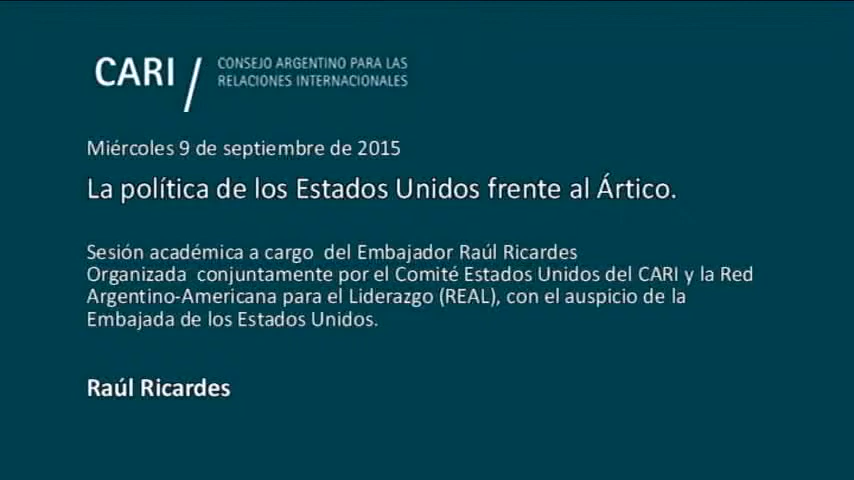 CARI /
CONSEJO ARGENTINO PARA LAS
RELACIONES INTERNACIONALES
Miércoles 9 de septiembre de 2015
La política de los Estados Unidos frente al Ártico.
Sesión académica a cargo del Embajador Raúl Ricardes
Organizada conjuntamente por el Comité Estados Unidos del CARI y la Red
Argentino-Americana para el Liderazgo (REAL), con el auspicio de la
Embajada de los Estados Unidos.
Raúl Ricardes